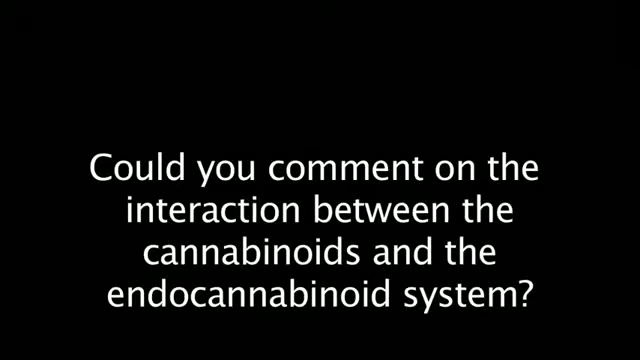 Could you comment on the
interaction between the
cannabinoids and the
endocannabinoid system?